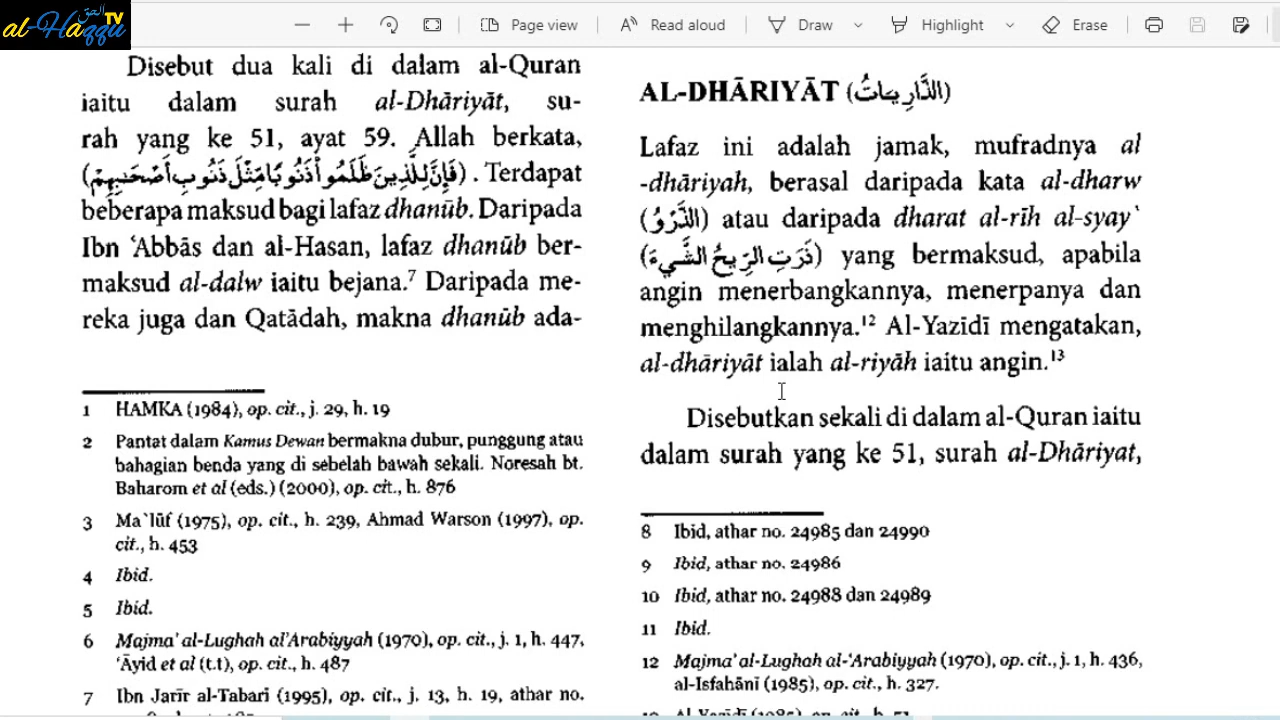 الحق TV
al-Haqqu
Page view
Read aloud
Draw
Highlight
Erase
Disebut dua kali di dalam al-Quran
iaitu dalam surah al-Dhāriyāt, su-
rah yang ke 51, ayat 59. Allah berkata,
(فَإِنَّ لِلَّذِينَ ظَلَمُوا ذَنُوبًا مِّثْلَ ذَنُوبِ أَصْحَابِهِمْ). Terdapat
beberapa maksud bagi lafaz dhanūb. Daripada
Ibn ‘Abbās dan al-Hasan, lafaz dhanūb ber-
maksud al-dalw iaitu bejana.⁷ Daripada me-
reka juga dan Qatādah, makna dhanūb ada-
1 HAMKA (1984), op. cit., j. 29, h. 19
2 Pantat dalam Kamus Dewan bermakna dubur, punggung atau
bahagian benda yang di sebelah bawah sekali. Noresah bt.
Baharom et al (eds.) (2000), op. cit., h. 876
3 Ma`lūf (1975), op. cit., h. 239, Ahmad Warson (1997), op.
cit., h. 453
4 Ibid.
5 Ibid.
6 Majma’ al-Lughah al’Arabiyyah (1970), op. cit., j. 1, h. 447,
‘Āyid et al (t.t), op. cit., h. 487
7 Ibn Jarīr al-Tabari (1995), op. cit., j. 13, h. 19, athar no.
AL-DHĀRIYĀT (الذَّارِيَاتُ)
Lafaz ini adalah jamak, mufradnya al
-dhāriyah, berasal daripada kata al-dharw
(الذَّرْوُ) atau daripada dharat al-rīh al-syay`
(ذَرَتِ الرِّيحُ الشَّيءَ) yang bermaksud, apabila
angin menerbangkannya, menerpanya dan
menghilangkannya.¹² Al-Yazīdī mengatakan,
al-dhāriyāt ialah al-riyāh iaitu angin.¹³
Disebutkan sekali di dalam al-Quran iaitu
dalam surah yang ke 51, surah al-Dhāriyat,
8 Ibid, athar no. 24985 dan 24990
9 Ibid, athar no. 24986
10 Ibid, athar no. 24988 dan 24989
11 Ibid.
12 Majma’ al-Lughah al-‘Arabiyyah (1970), op. cit., j. 1, h. 436,
al-Isfahānī (1985), op. cit., h. 327.